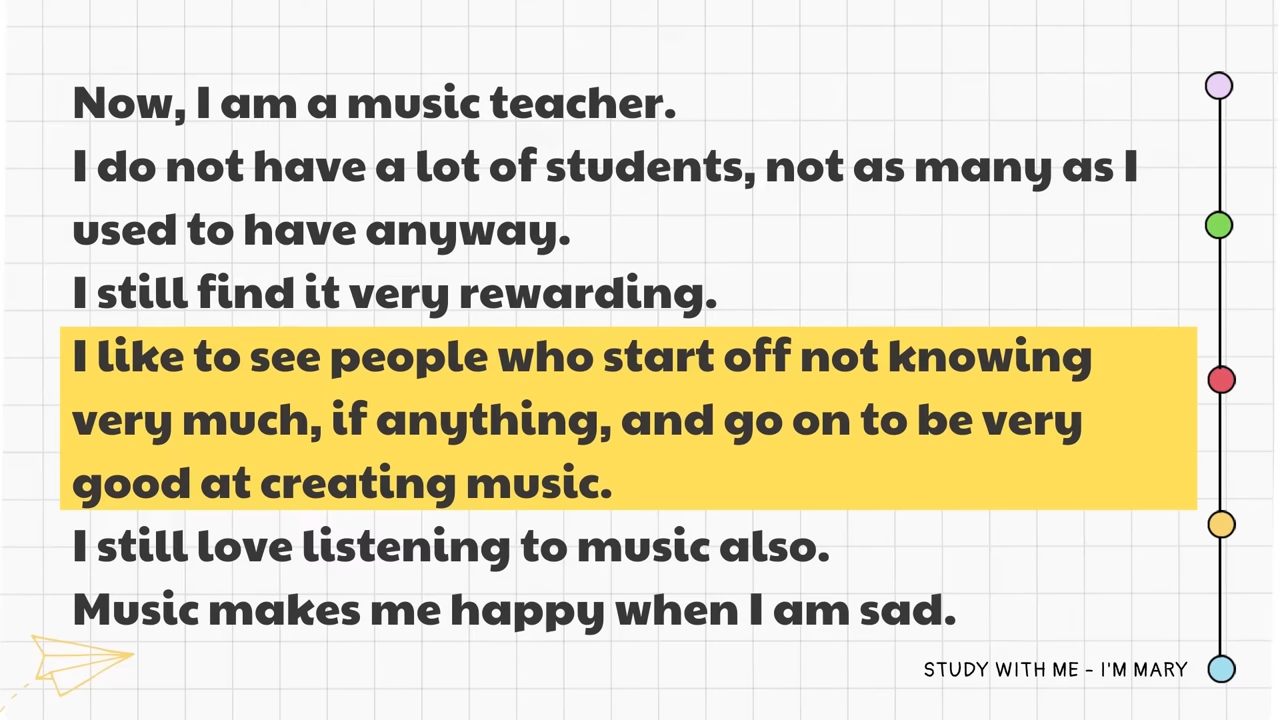 Now, I am a music teacher.
I do not have a lot of students, not as many as I
used to have anyway.
I still find it very rewarding.
I like to see people who start off not knowing
very much, if anything, and go on to be very
good at creating music.
I still love listening to music also.
Music makes me happy when I am sad.
STUDY WITH ME - I'M MARY